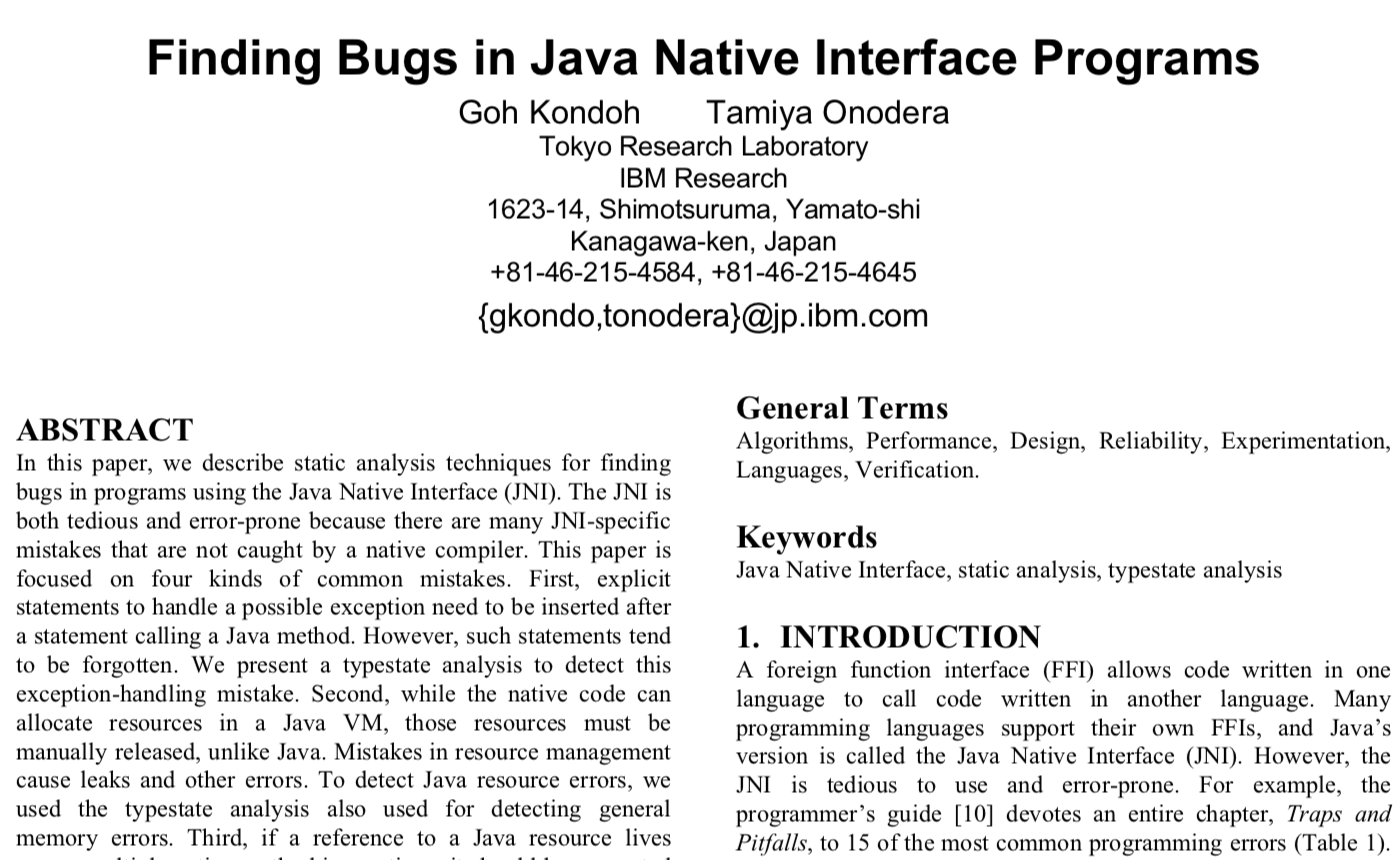 Finding Bugs in Java Native Interface Programs
Goh Kondoh Tamiya Onodera
Tokyo Research Laboratory
IBM Research
1623-14, Shimotsuruma, Yamato-shi
Kanagawa-ken, Japan
+81-46-215-4584, +81-46-215-4645
{gkondo,tonodera}@jp.ibm.com
ABSTRACT
In this paper, we describe static analysis techniques for finding
bugs in programs using the Java Native Interface (JNI). The JNI is
both tedious and error-prone because there are many JNI-specific
mistakes that are not caught by a native compiler. This paper is
focused on four kinds of common mistakes. First, explicit
statements to handle a possible exception need to be inserted after
a statement calling a Java method. However, such statements tend
to be forgotten. We present a typestate analysis to detect this
exception-handling mistake. Second, while the native code can
allocate resources in a Java VM, those resources must be
manually released, unlike Java. Mistakes in resource management
cause leaks and other errors. To detect Java resource errors, we
used the typestate analysis also used for detecting general
memory errors. Third, if a reference to a Java resource lives
General Terms
Algorithms, Performance, Design, Reliability, Experimentation,
Languages, Verification.
Keywords
Java Native Interface, static analysis, typestate analysis
1. INTRODUCTION
A foreign function interface (FFI) allows code written in one
language to call code written in another language. Many
programming languages support their own FFIs, and Java’s
version is called the Java Native Interface (JNI). However, the
JNI is tedious to use and error-prone. For example, the
programmer’s guide [10] devotes an entire chapter, Traps and
Pitfalls, to 15 of the most common programming errors (Table 1).